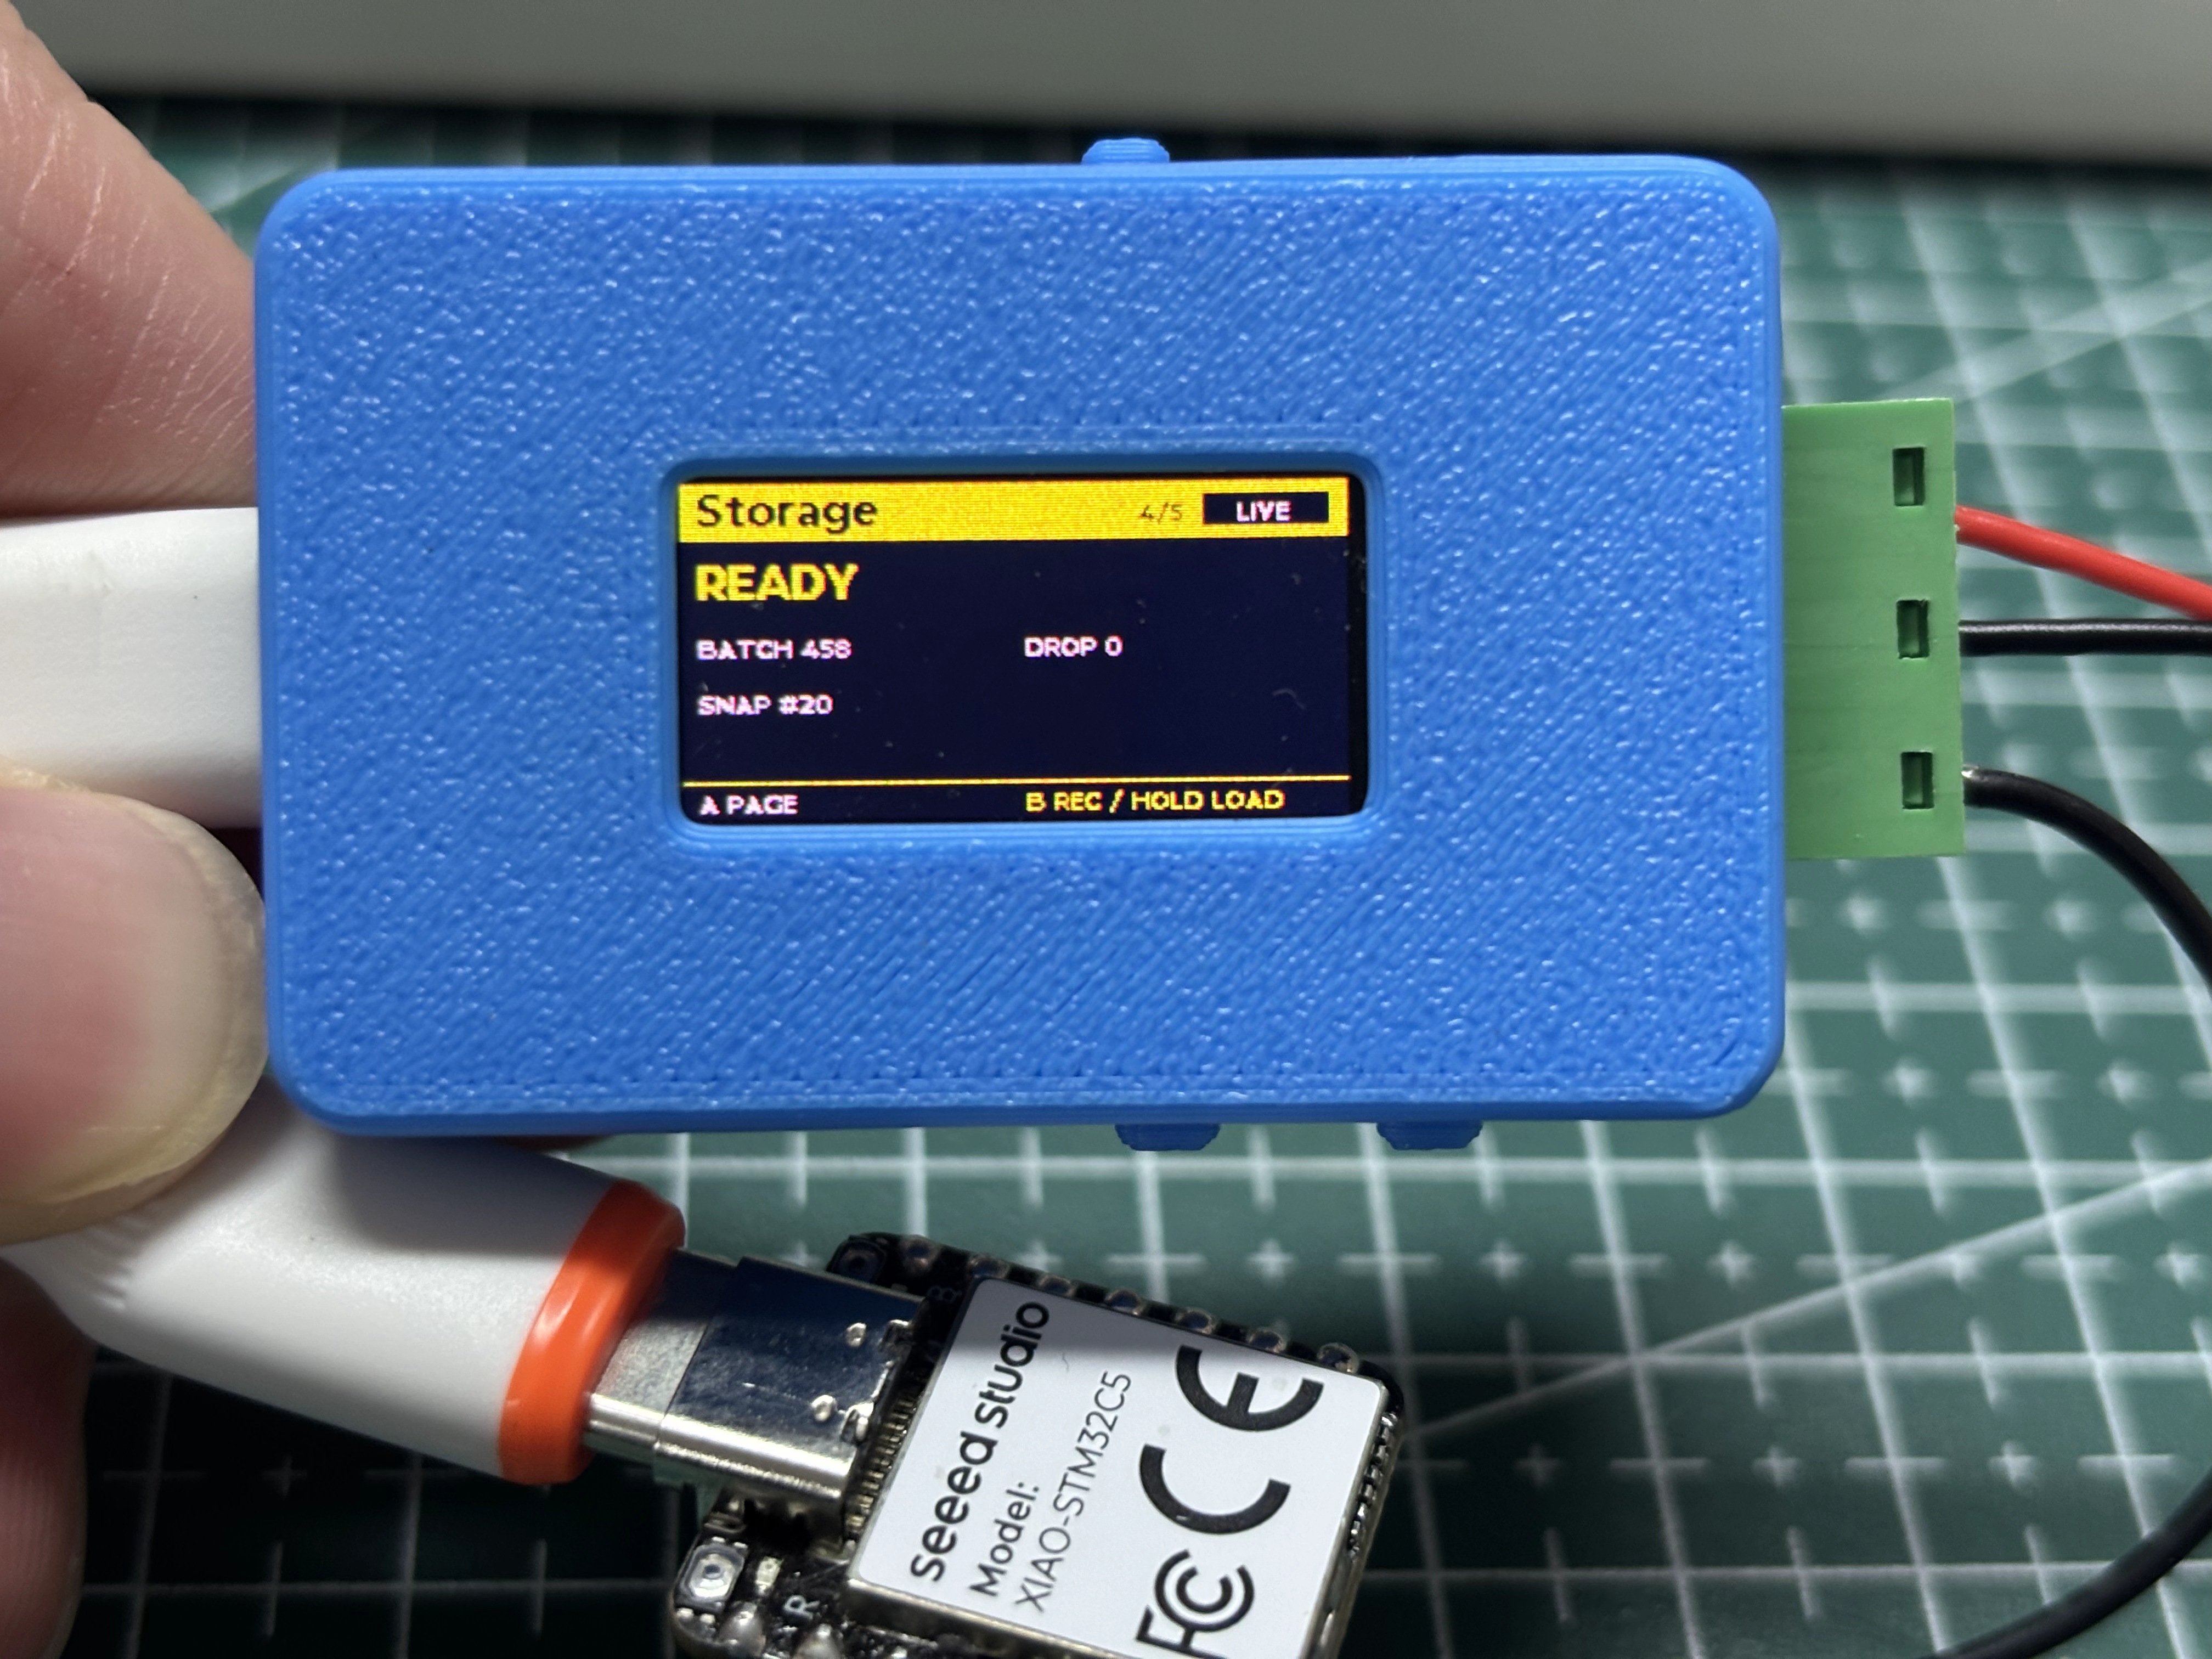 Storage 4/5 LIVE
READY
BATCH 458 DROP 0
SNAP #20
A PAGE B REC / HOLD LOAD
seeed studio
Model:
XIAO-STM32C5
CE
FC
R
B